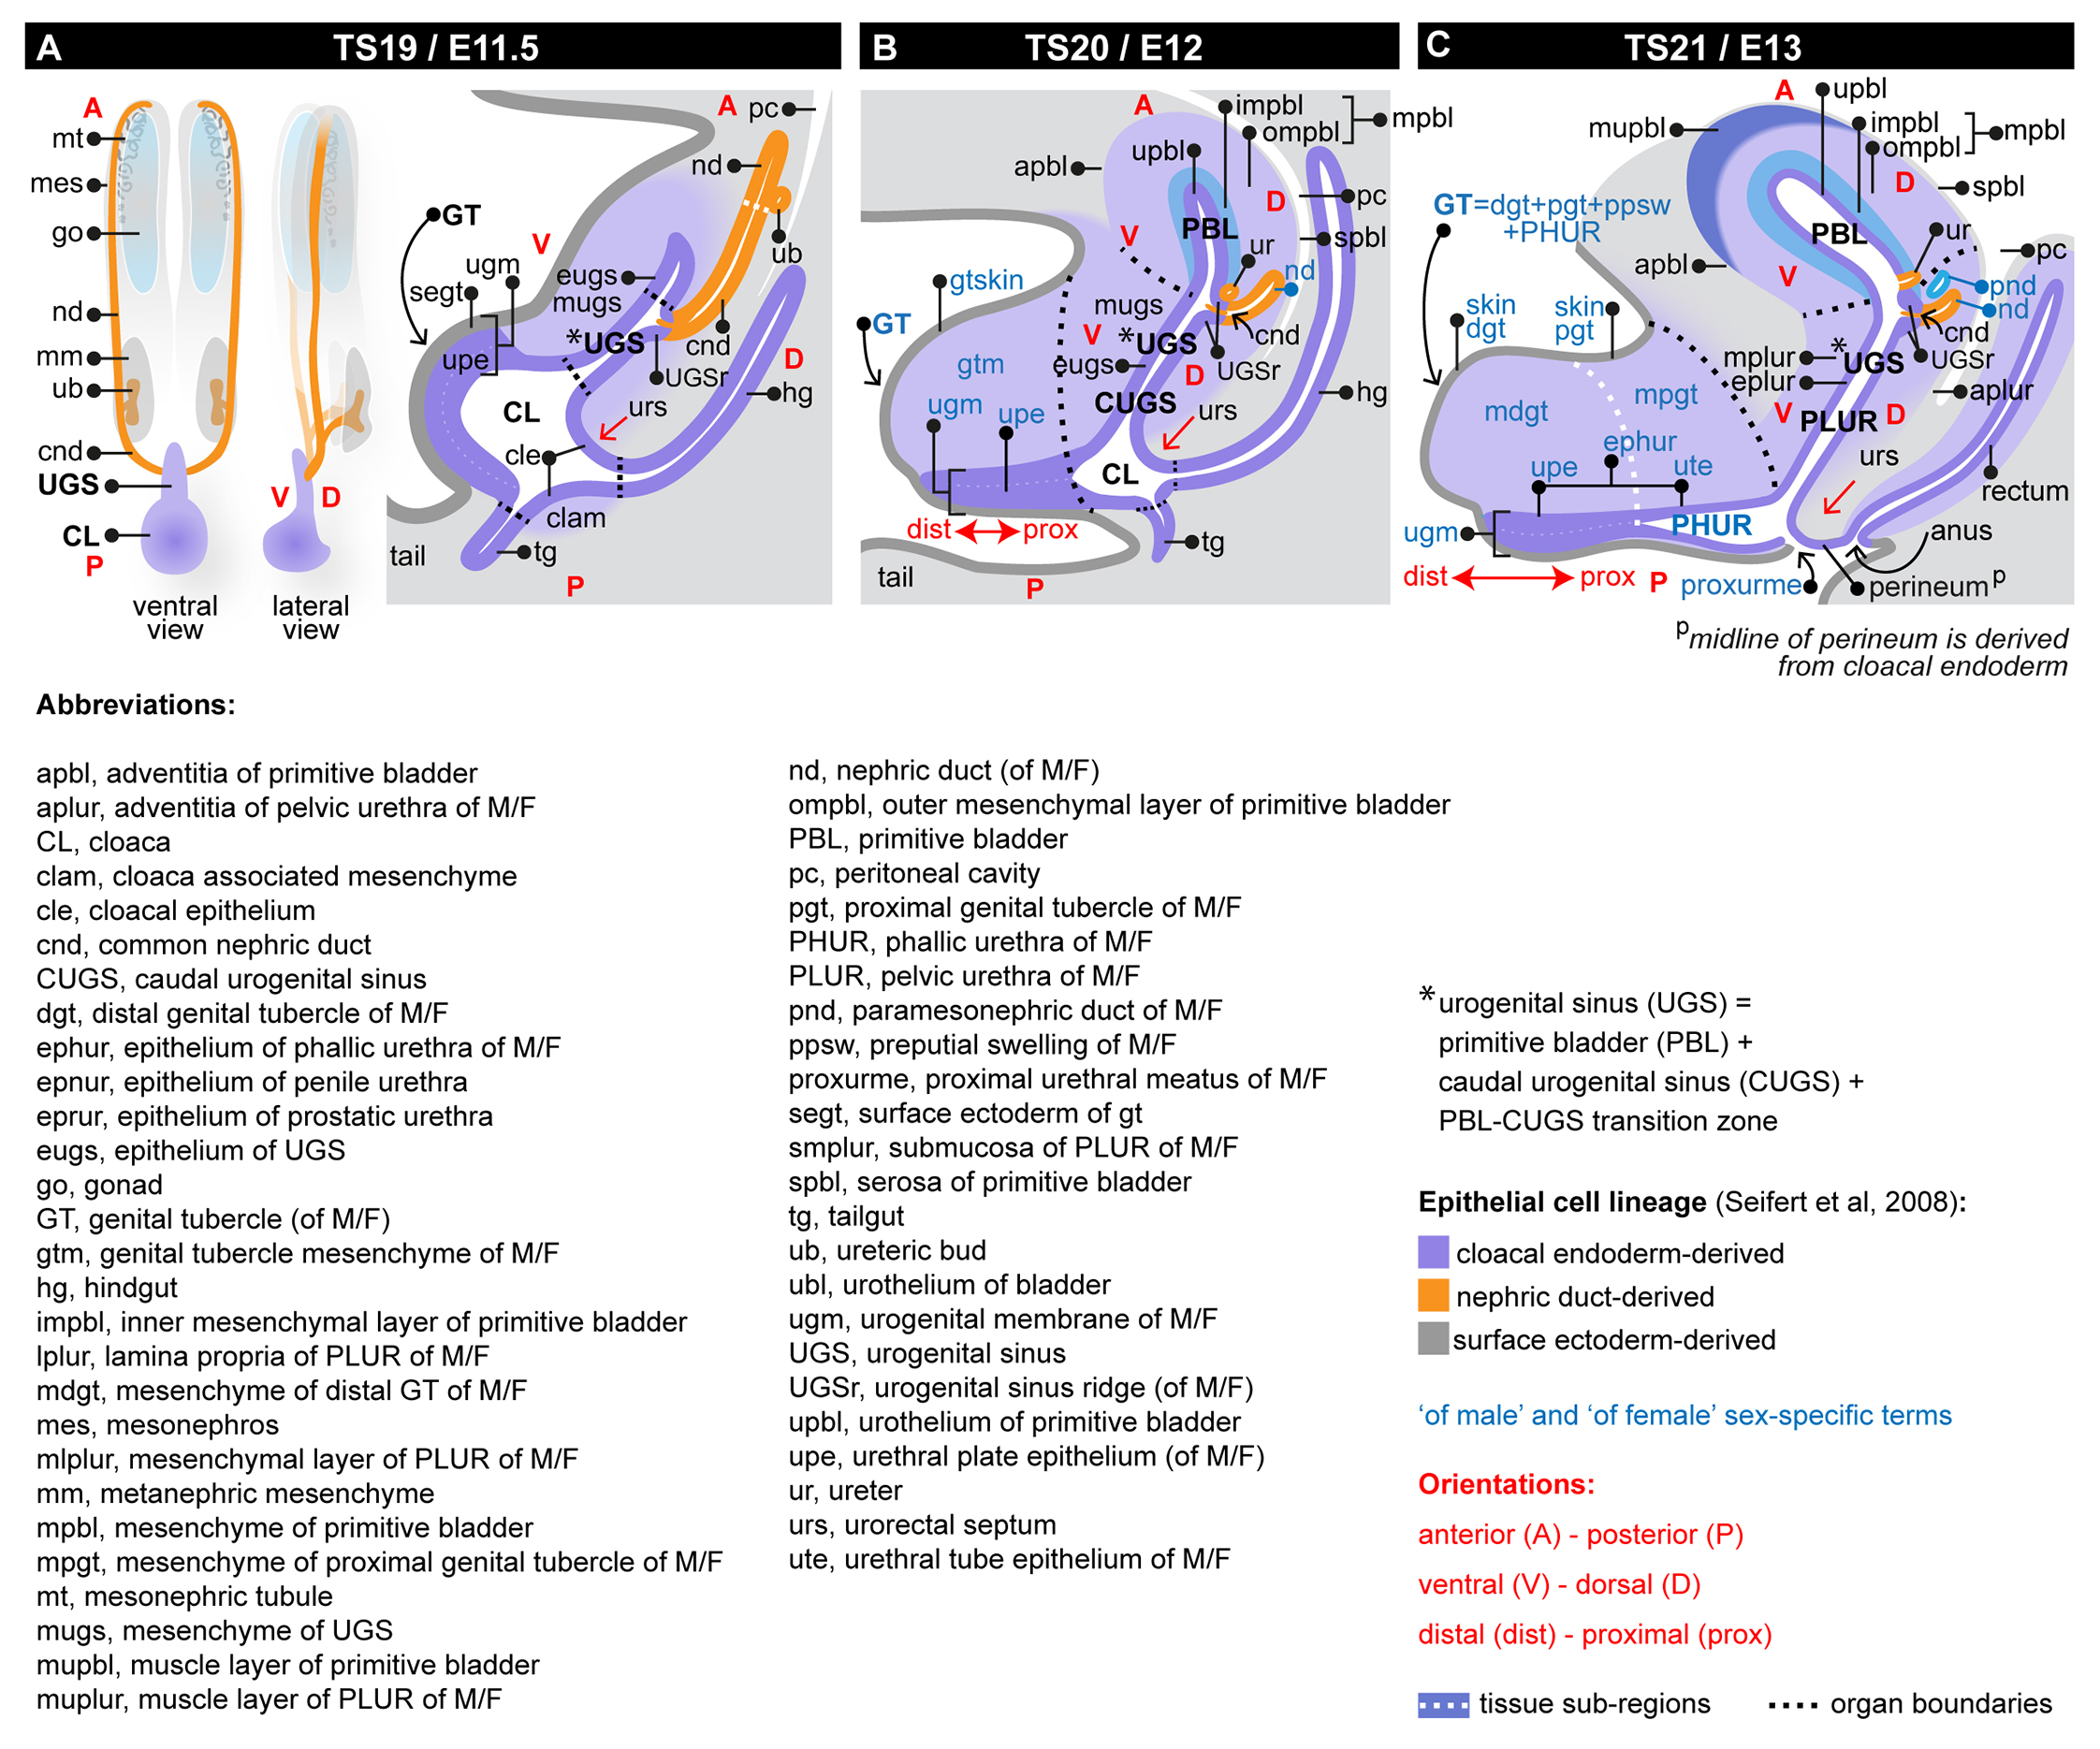 A TS19 / E11.5
B TS20 / E12
C TS21 / E13
A
mt
mes
go
nd
mm
ub
cnd
UGS
CL
P
V D
ventral
view
lateral
view
GT
segt
ugm
upe
V
A
pc
nd
ub
eugs
mugs
*UGS
cnd
UGSr
D
hg
CL
urs
cle
clam
tg
tail
P
A
impbl
ompbl
mpbl
upbl
apbl
D
pc
PBL
spbl
V
ur
nd
gtskin
GT
mugs
V
*UGS
cnd
eugs
D
UGSr
gtm
ugm
upe
CUGS
urs
hg
CL
dist prox
tg
tail
P
A
upbl
mupbl
impbl
ompbl
mpbl
D
spbl
GT=dgt+pgt+ppsw
+PHUR
PBL
ur
pc
apbl
V
pnd
nd
skin
dgt
skin
pgt
cnd
mplur
*
UGS
UGSr
eplur
aplur
mdgt
mpgt
V
PLUR
D
ephur
urs
upe
ute
rectum
ugm
PHUR
anus
dist prox
P
proxurme
perineum p
p midline of perineum is derived
from cloacal endoderm
Abbreviations:
apbl, adventitia of primitive bladder
aplur, adventitia of pelvic urethra of M/F
CL, cloaca
clam, cloaca associated mesenchyme
cle, cloacal epithelium
cnd, common nephric duct
CUGS, caudal urogenital sinus
dgt, distal genital tubercle of M/F
ephur, epithelium of phallic urethra of M/F
epnur, epithelium of penile urethra
eprur, epithelium of prostatic urethra
eugs, epithelium of UGS
go, gonad
GT, genital tubercle (of M/F)
gtm, genital tubercle mesenchyme of M/F
hg, hindgut
impbl, inner mesenchymal layer of primitive bladder
lplur, lamina propria of PLUR of M/F
mdgt, mesenchyme of distal GT of M/F
mes, mesonephros
mlplur, mesenchymal layer of PLUR of M/F
mm, metanephric mesenchyme
mpbl, mesenchyme of primitive bladder
mpgt, mesenchyme of proximal genital tubercle of M/F
mt, mesonephric tubule
mugs, mesenchyme of UGS
mupbl, muscle layer of primitive bladder
muplur, muscle layer of PLUR of M/F
nd, nephric duct (of M/F)
ompbl, outer mesenchymal layer of primitive bladder
PBL, primitive bladder
pc, peritoneal cavity
pgt, proximal genital tubercle of M/F
PHUR, phallic urethra of M/F
PLUR, pelvic urethra of M/F
pnd, paramesonephric duct of M/F
ppsw, preputial swelling of M/F
proxurme, proximal urethral meatus of M/F
segt, surface ectoderm of gt
smplur, submucosa of PLUR of M/F
spbl, serosa of primitive bladder
tg, tailgut
ub, ureteric bud
ubl, urothelium of bladder
ugm, urogenital membrane of M/F
UGS, urogenital sinus
UGSr, urogenital sinus ridge (of M/F)
upbl, urothelium of primitive bladder
upe, urethral plate epithelium (of M/F)
ur, ureter
urs, urorectal septum
ute, urethral tube epithelium of M/F
*urogenital sinus (UGS) =
primitive bladder (PBL) +
caudal urogenital sinus (CUGS) +
PBL-CUGS transition zone
Epithelial cell lineage (Seifert et al, 2008):
cloacal endoderm-derived
nephric duct-derived
surface ectoderm-derived
‘of male’ and ‘of female’ sex-specific terms
Orientations:
anterior (A) - posterior (P)
ventral (V) - dorsal (D)
distal (dist) - proximal (prox)
tissue sub-regions
organ boundaries